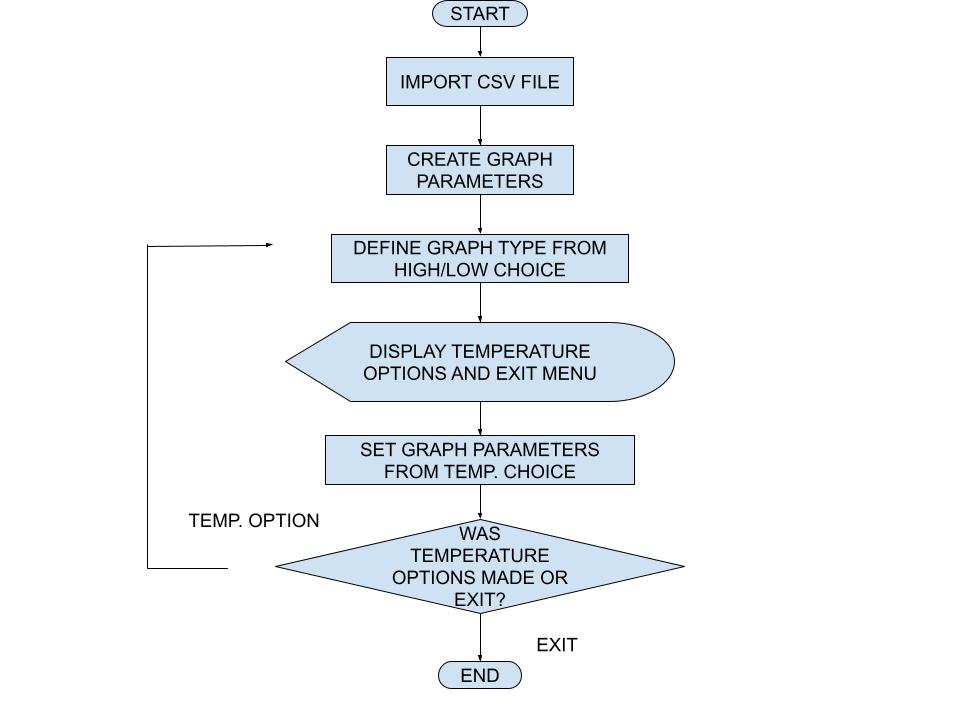 START
IMPORT CSV FILE
CREATE GRAPH
PARAMETERS
DEFINE GRAPH TYPE FROM
HIGH/LOW CHOICE
DISPLAY TEMPERATURE
OPTIONS AND EXIT MENU
SET GRAPH PARAMETERS
FROM TEMP. CHOICE
TEMP. OPTION
WAS
TEMPERATURE
OPTIONS MADE OR
EXIT?
EXIT
END